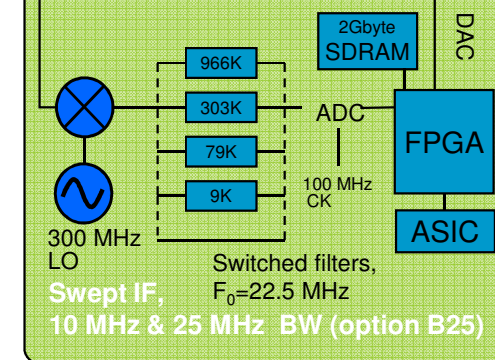 2Gbyte
SDRAM
DAC
966K
303K
ADC
FPGA
79K
100 MHz
CK
9K
ASIC
300 MHz
LO
Switched filters,
F₀=22.5 MHz
Swept IF,
10 MHz & 25 MHz BW (option B25)